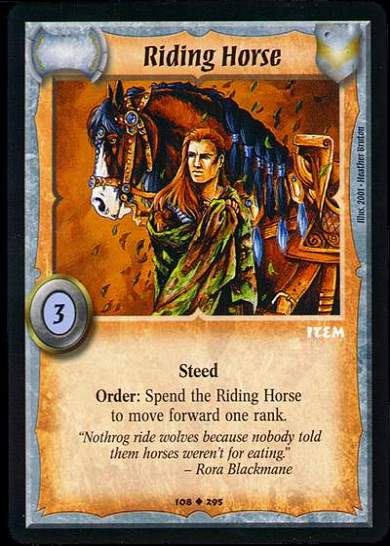 Riding Horse
Illus. 2001 • Heather Bruton
3
ITEM
Steed
Order: Spend the Riding Horse
to move forward one rank.
“Nothrog ride wolves because nobody told
them horses weren’t for eating.”
– Rora Blackmane
108 ♦ 295